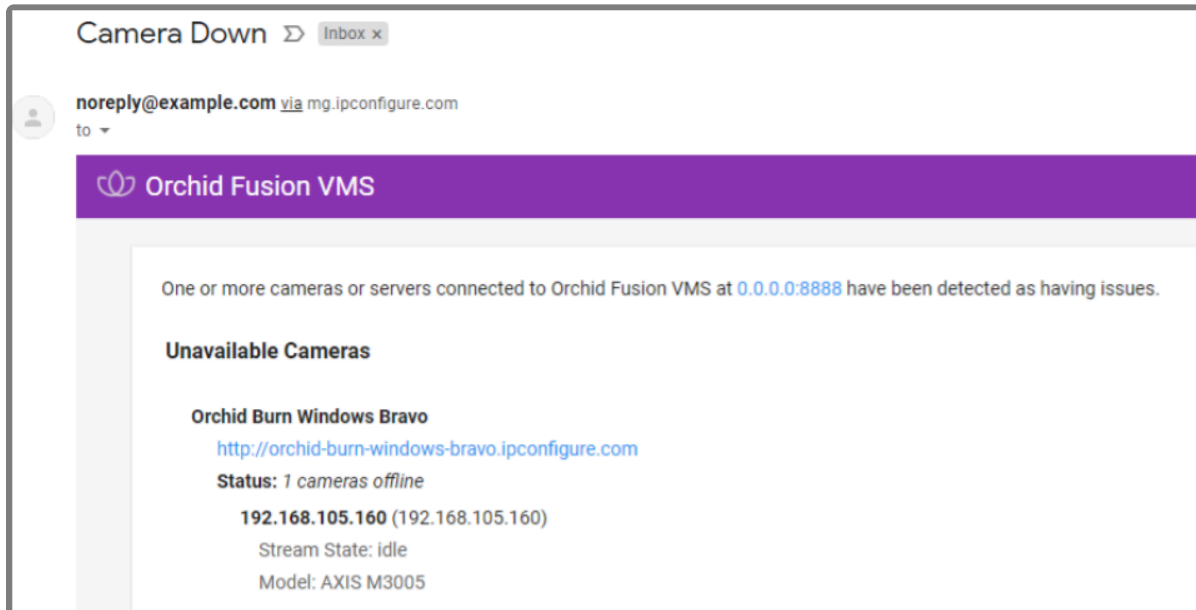 Camera Down Inbox x
noreply@example.com via mg.ipconfigure.com
to
Orchid Fusion VMS
One or more cameras or servers connected to Orchid Fusion VMS at 0.0.0.0:8888 have been detected as having issues.
Unavailable Cameras
Orchid Burn Windows Bravo
http://orchid-burn-windows-bravo.ipconfigure.com
Status: 1 cameras offline
192.168.105.160 (192.168.105.160)
Stream State: idle
Model: AXIS M3005